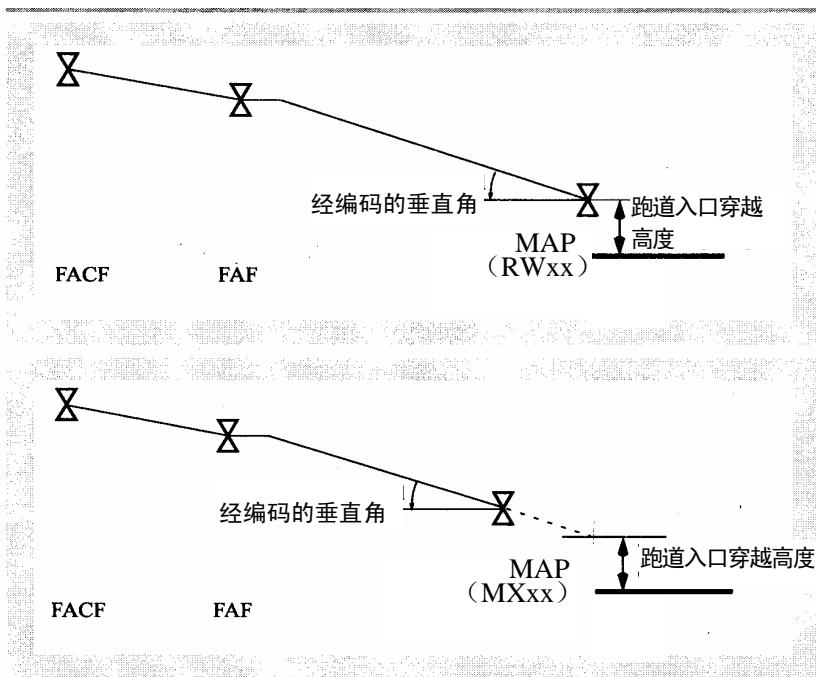 经编码的垂直角
跑道入口穿越
高度
MAP
（RWxx）
FACF
FAF
经编码的垂直角
跑道入口穿越高度
MAP
（MXxx）
FACF
FAF